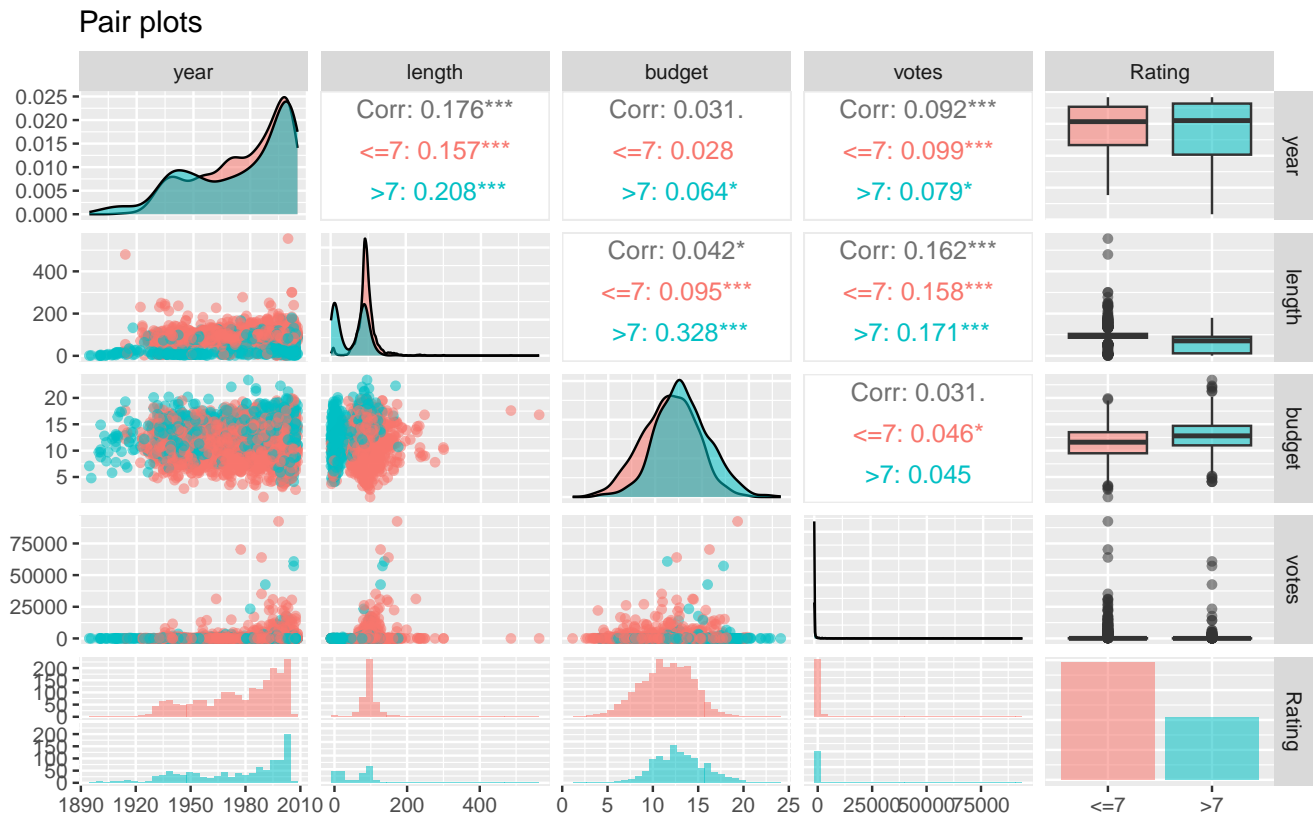 Pair plots
year length budget votes Rating
0.025
0.020
0.015
0.010
0.005
0.000
Corr: 0.176***
<=7: 0.157***
>7: 0.208***
Corr: 0.031.
<=7: 0.028
>7: 0.064*
Corr: 0.092***
<=7: 0.099***
>7: 0.079*
year
400
200
0
Corr: 0.042*
<=7: 0.095***
>7: 0.328***
Corr: 0.162***
<=7: 0.158***
>7: 0.171***
length
20
15
10
5
Corr: 0.031.
<=7: 0.046*
>7: 0.045
budget
75000
50000
25000
0
votes
200
150
100
50
0
200
150
100
50
0
Rating
1890 1920 1950 1980 2010 0 200 400 0 5 10 15 20 25 0 25000 50000 75000 <=7 >7